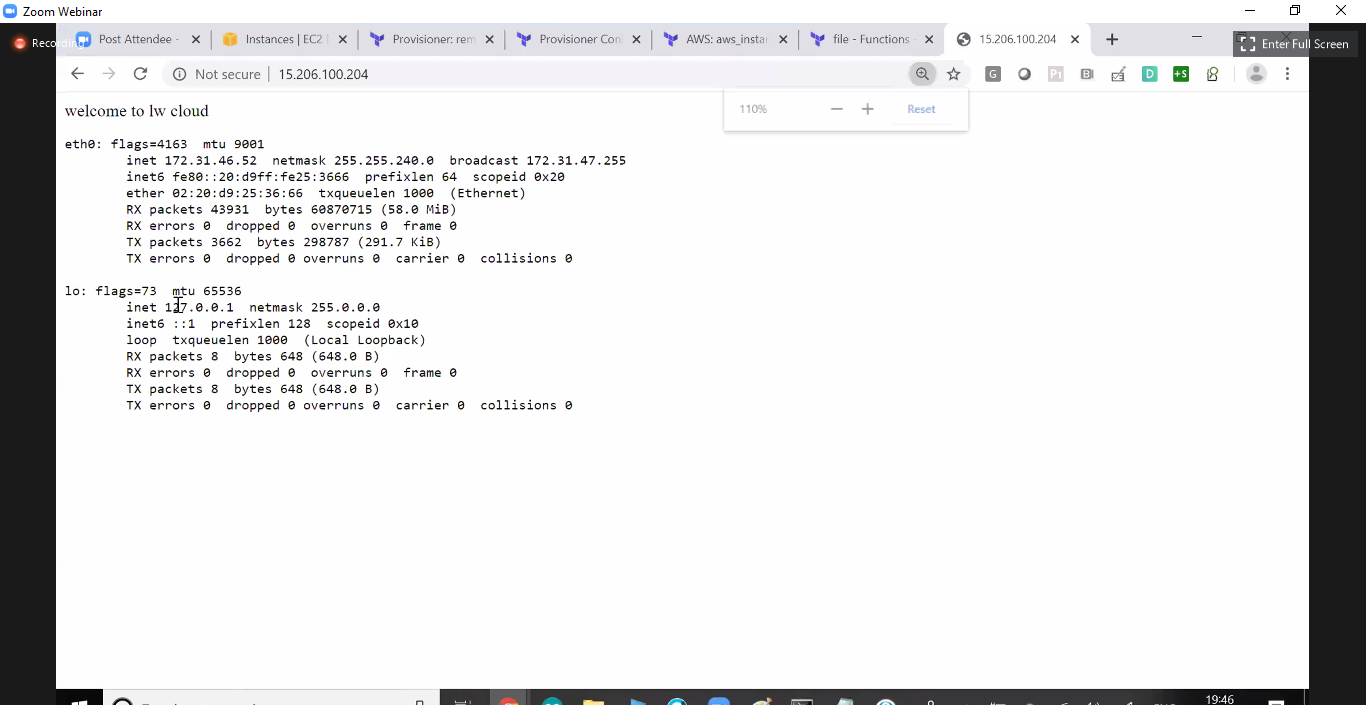 Zoom Webinar
Recording
Post Attendee -
Instances | EC2
Provisioner: rem
Provisioner Con
AWS: aws_insta
file - Functions
15.206.100.204
Enter Full Screen
Not secure
15.206.100.204
G
P1
BI
D
+S
110%
Reset
welcome to lw cloud
eth0: flags=4163 mtu 9001
inet 172.31.46.52 netmask 255.255.240.0 broadcast 172.31.47.255
inet6 fe80::20:d9ff:fe25:3666 prefixlen 64 scopeid 0x20
ether 02:20:d9:25:36:66 txqueuelen 1000 (Ethernet)
RX packets 43931 bytes 60870715 (58.0 MiB)
RX errors 0 dropped 0 overruns 0 frame 0
TX packets 3662 bytes 298787 (291.7 KiB)
TX errors 0 dropped 0 overruns 0 carrier 0 collisions 0
lo: flags=73 mtu 65536
inet 127.0.0.1 netmask 255.0.0.0
inet6 ::1 prefixlen 128 scopeid 0x10
loop txqueuelen 1000 (Local Loopback)
RX packets 8 bytes 648 (648.0 B)
RX errors 0 dropped 0 overruns 0 frame 0
TX packets 8 bytes 648 (648.0 B)
TX errors 0 dropped 0 overruns 0 carrier 0 collisions 0
19:46